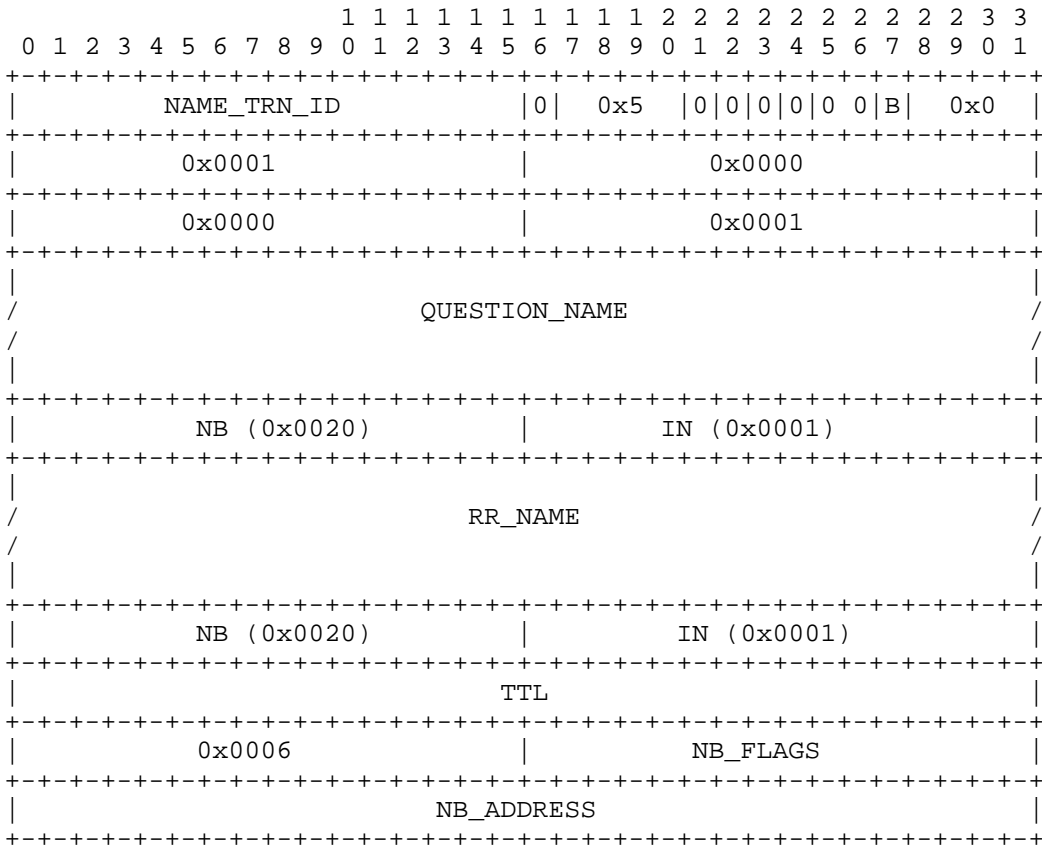 1 1 1 1 1 1 1 1 1 1 2 2 2 2 2 2 2 2 2 2 3 3
 0 1 2 3 4 5 6 7 8 9 0 1 2 3 4 5 6 7 8 9 0 1 2 3 4 5 6 7 8 9 0 1
+-+-+-+-+-+-+-+-+-+-+-+-+-+-+-+-+-+-+-+-+-+-+-+-+-+-+-+-+-+-+-+-+
|         NAME_TRN_ID           |0|  0x5  |0|0|0|0|0 0|B|  0x0  |
+-+-+-+-+-+-+-+-+-+-+-+-+-+-+-+-+-+-+-+-+-+-+-+-+-+-+-+-+-+-+-+-+
|          0x0001               |           0x0000              |
+-+-+-+-+-+-+-+-+-+-+-+-+-+-+-+-+-+-+-+-+-+-+-+-+-+-+-+-+-+-+-+-+
|          0x0000               |           0x0001              |
+-+-+-+-+-+-+-+-+-+-+-+-+-+-+-+-+-+-+-+-+-+-+-+-+-+-+-+-+-+-+-+-+
|                                                               |
/                         QUESTION_NAME                         /
/                                                               /
|                                                               |
+-+-+-+-+-+-+-+-+-+-+-+-+-+-+-+-+-+-+-+-+-+-+-+-+-+-+-+-+-+-+-+-+
|           NB (0x0020)         |        IN (0x0001)            |
+-+-+-+-+-+-+-+-+-+-+-+-+-+-+-+-+-+-+-+-+-+-+-+-+-+-+-+-+-+-+-+-+
|                                                               |
/                            RR_NAME                            /
/                                                               /
|                                                               |
+-+-+-+-+-+-+-+-+-+-+-+-+-+-+-+-+-+-+-+-+-+-+-+-+-+-+-+-+-+-+-+-+
|           NB (0x0020)         |         IN (0x0001)           |
+-+-+-+-+-+-+-+-+-+-+-+-+-+-+-+-+-+-+-+-+-+-+-+-+-+-+-+-+-+-+-+-+
|                              TTL                              |
+-+-+-+-+-+-+-+-+-+-+-+-+-+-+-+-+-+-+-+-+-+-+-+-+-+-+-+-+-+-+-+-+
|           0x0006              |          NB_FLAGS             |
+-+-+-+-+-+-+-+-+-+-+-+-+-+-+-+-+-+-+-+-+-+-+-+-+-+-+-+-+-+-+-+-+
|                          NB_ADDRESS                           |
+-+-+-+-+-+-+-+-+-+-+-+-+-+-+-+-+-+-+-+-+-+-+-+-+-+-+-+-+-+-+-+-+